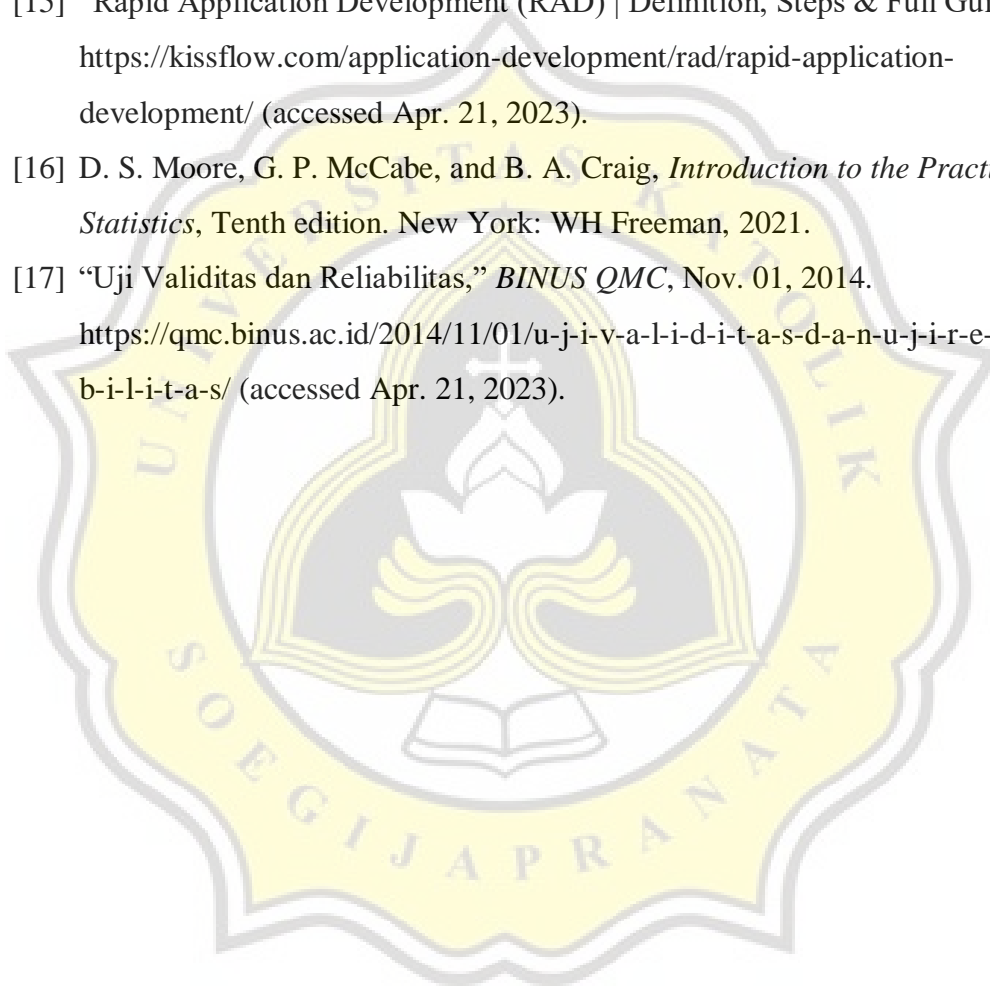 [15] “Rapid Application Development (RAD) | Definition, Steps & Full
https://kissflow.com/application-development/rad/rapid-application-
development/ (accessed Apr. 21, 2023).
[16] D. S. Moore, G. P. McCabe, and B. A. Craig, Introduction to the
Statistics, Tenth edition. New York: WH Freeman, 2021.
[17] “Uji Validitas dan Reliabilitas,” BINUS QMC, Nov. 01, 2014.
https://qmc.binus.ac.id/2014/11/01/u-j-i-v-a-l-i-d-i-t-a-s-d-a-n-u-j-i-r-e-
b-i-l-i-t-a-s/ (accessed Apr. 21, 2023).
UNIVERSITAS KATOLIK
SOEGIJAPRANATA